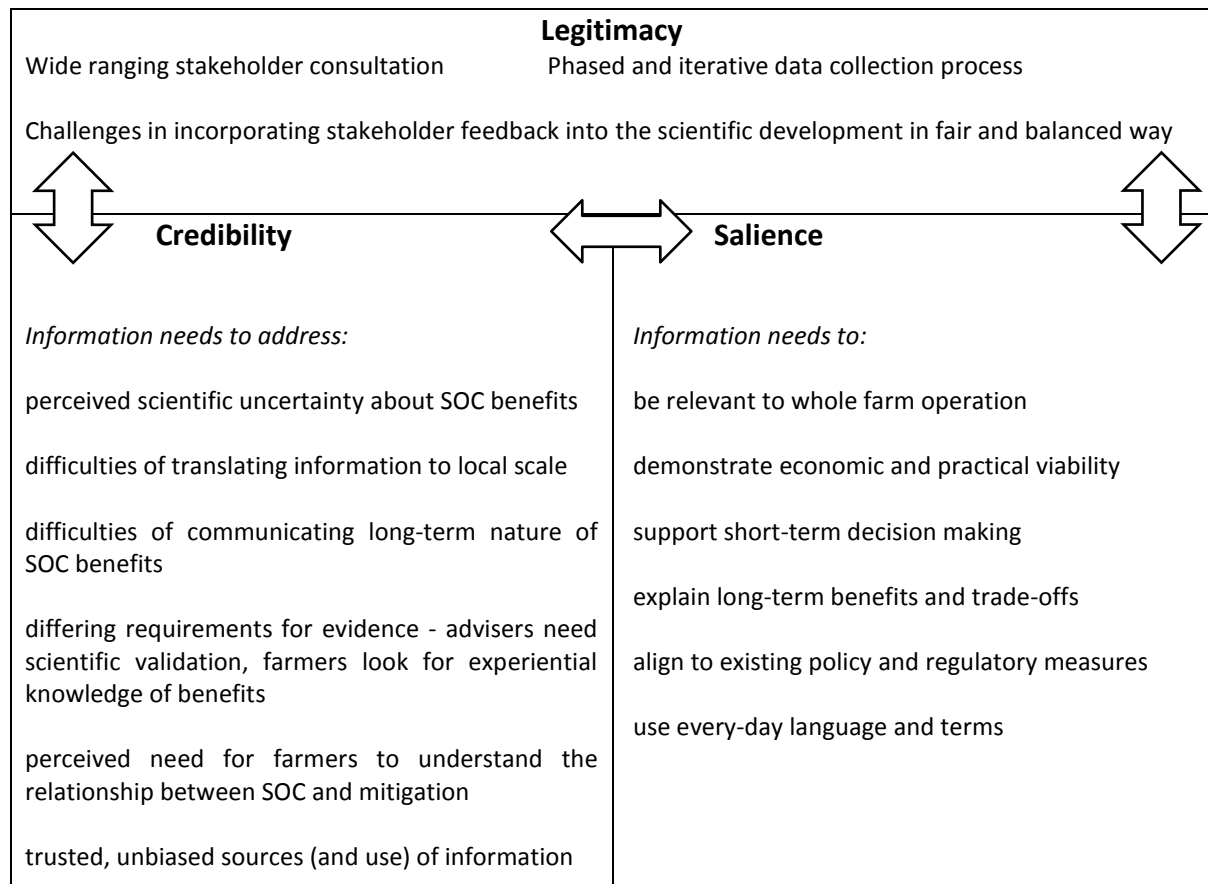 Legitimacy
Wide ranging stakeholder consultation Phased and iterative data collection process
Challenges in incorporating stakeholder feedback into the scientific development in fair and balanced way
Credibility
Information needs to address:
perceived scientific uncertainty about SOC benefits
difficulties of translating information to local scale
difficulties of communicating long-term nature of
SOC benefits
differing requirements for evidence - advisers need
scientific validation, farmers look for experiential
knowledge of benefits
perceived need for farmers to understand the
relationship between SOC and mitigation
trusted, unbiased sources (and use) of information
Salience
Information needs to:
be relevant to whole farm operation
demonstrate economic and practical viability
support short-term decision making
explain long-term benefits and trade-offs
align to existing policy and regulatory measures
use every-day language and terms